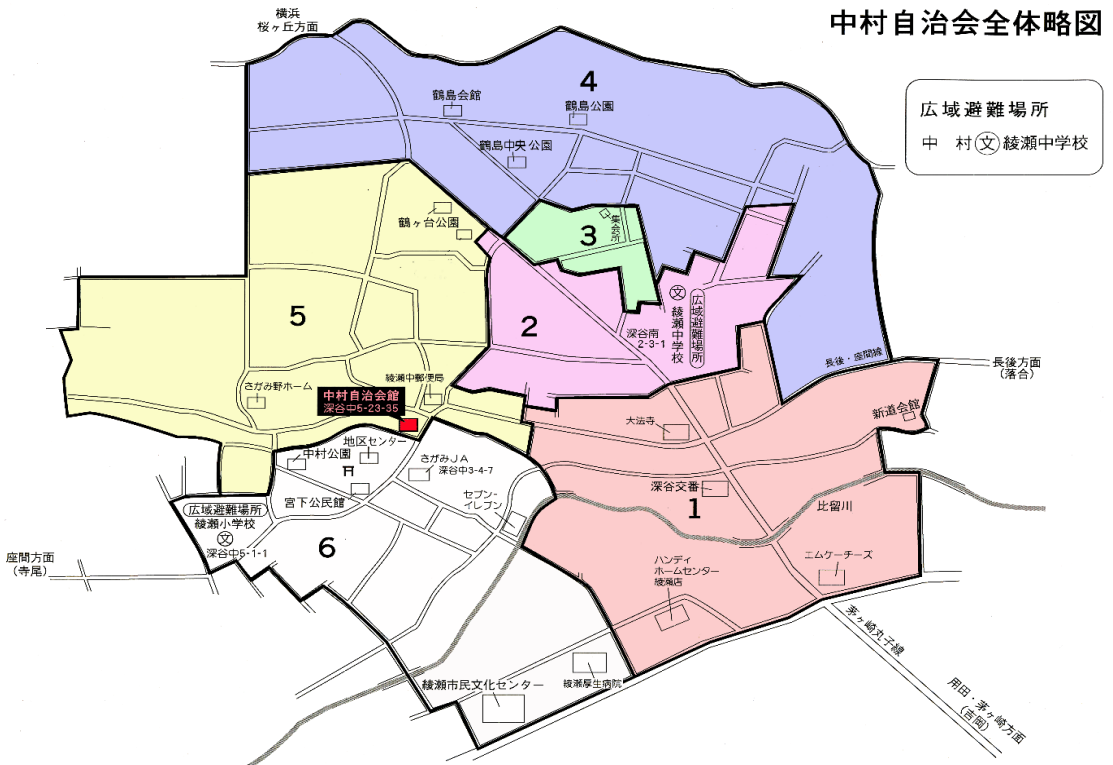 中村自治会全体略図
広域避難場所
中 村 文 綾瀬中学校
横浜
桜ヶ丘方面
4
鶴島会館
鶴島公園
鶴島中央公園
鶴ヶ台公園
3
集会所
5
2
深谷南
2-3-1
文
綾瀬中学校
広域避難場所
長後・座間線
長後方面
(落合)
さがみ野ホーム
綾瀬中郵便局
中村自治会館
深谷中5-23-35
大法寺
新道会館
中村公園
地区センター
さがみJA
深谷中3-4-7
宮下公民館
セブン-
イレブン
深谷交番
1
比留川
広域避難場所
綾瀬小学校
文
深谷中5-1-1
6
座間方面
(寺尾)
ハンディ
ホームセンター
綾瀬店
エムケーチーズ
茅ヶ崎丸子線
用田・茅ヶ崎方面
(吉岡)
綾瀬市民文化センター
綾瀬厚生病院